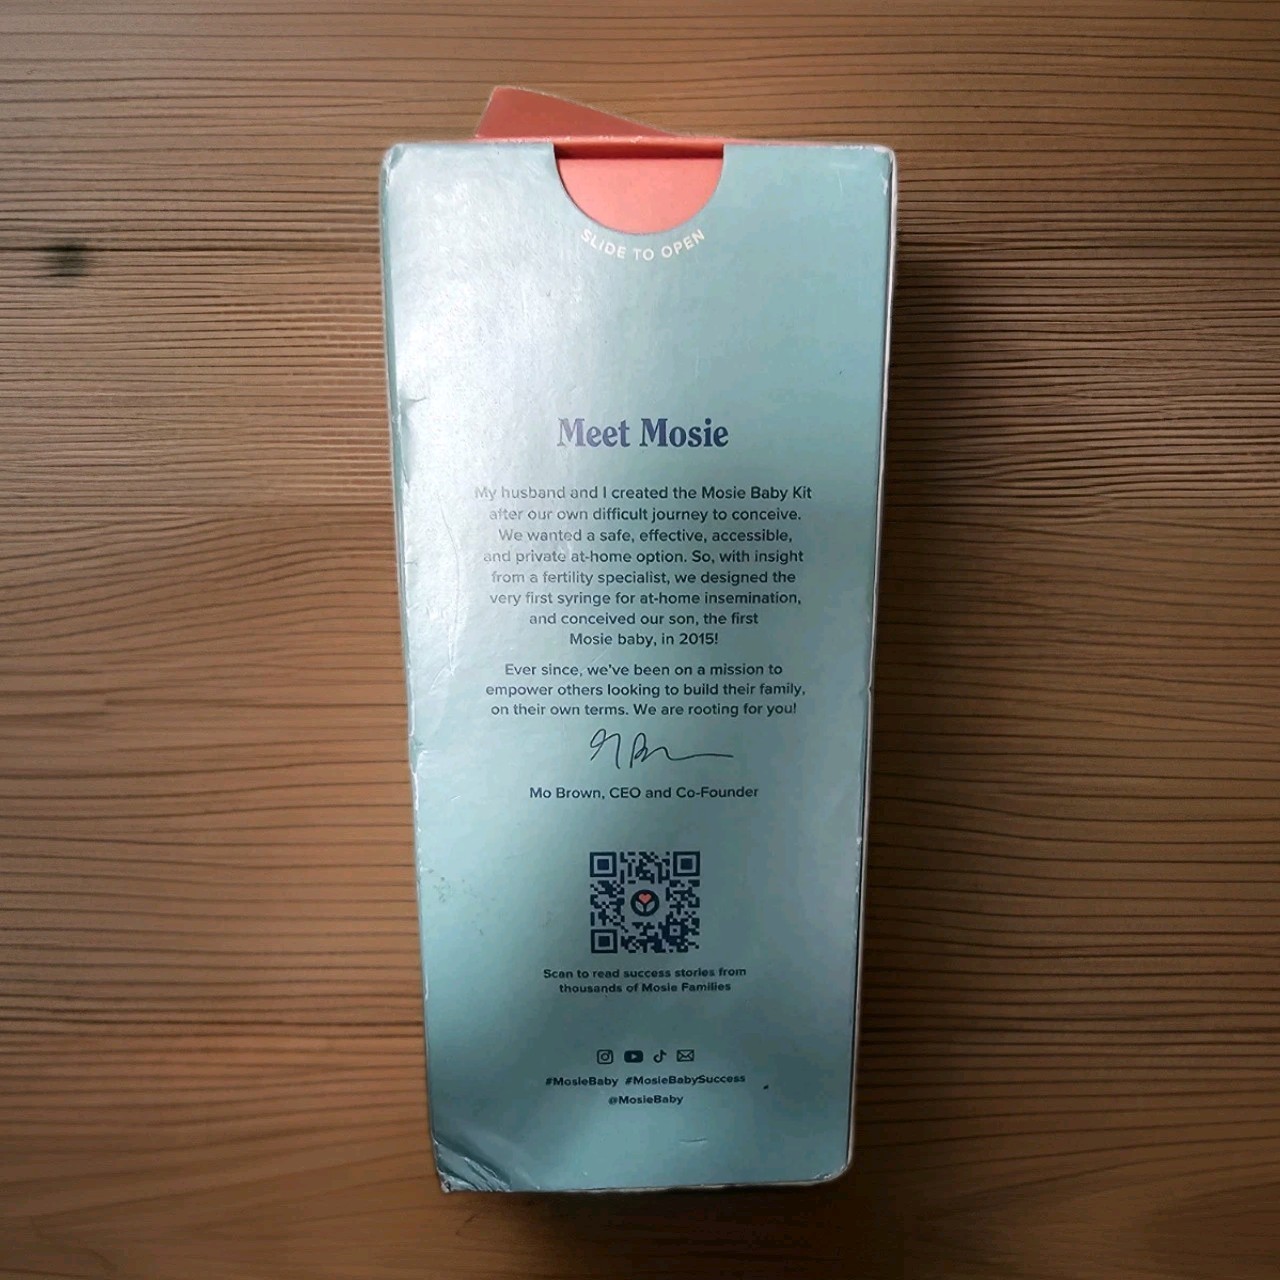 SLIDE TO OPEN
Meet Mosie
My husband and I created the Mosie Baby Kit
after our own difficult journey to conceive.
We wanted a safe, effective, accessible,
and private at-home option. So, with insight
from a fertility specialist, we designed the
very first syringe for at-home insemination,
and conceived our son, the first
Mosie baby, in 2015!
Ever since, we've been on a mission to
empower others looking to build their family,
on their own terms. We are rooting for you!
Mo Brown, CEO and Co-Founder
Scan to read success stories from
thousands of Mosie Families
#MosieBaby #MosieBabySuccess
@MosieBaby